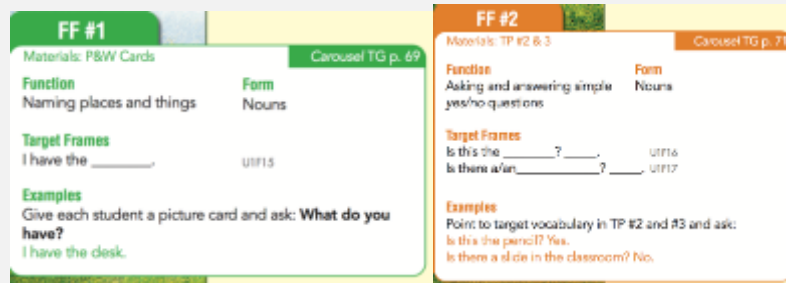 FF #1
Materials: P&W Cards
Carousel TG p. 69
Function
Form
Naming places and things
Nouns
Target Frames
I have the ________.
U1F15
Examples
Give each student a picture card and ask: What do you
have?
I have the desk.
FF #2
Materials: TP #2 & 3
Carousel TG p. 71
Function
Form
Asking and answering simple
Nouns
yes/no questions
Target Frames
Is this the _______? ____.
U1F16
Is there a/an___________? ____.
U1F17
Examples
Point to target vocabulary in TP #2 and #3 and ask:
Is this the pencil? Yes.
Is there a slide in the classroom? No.